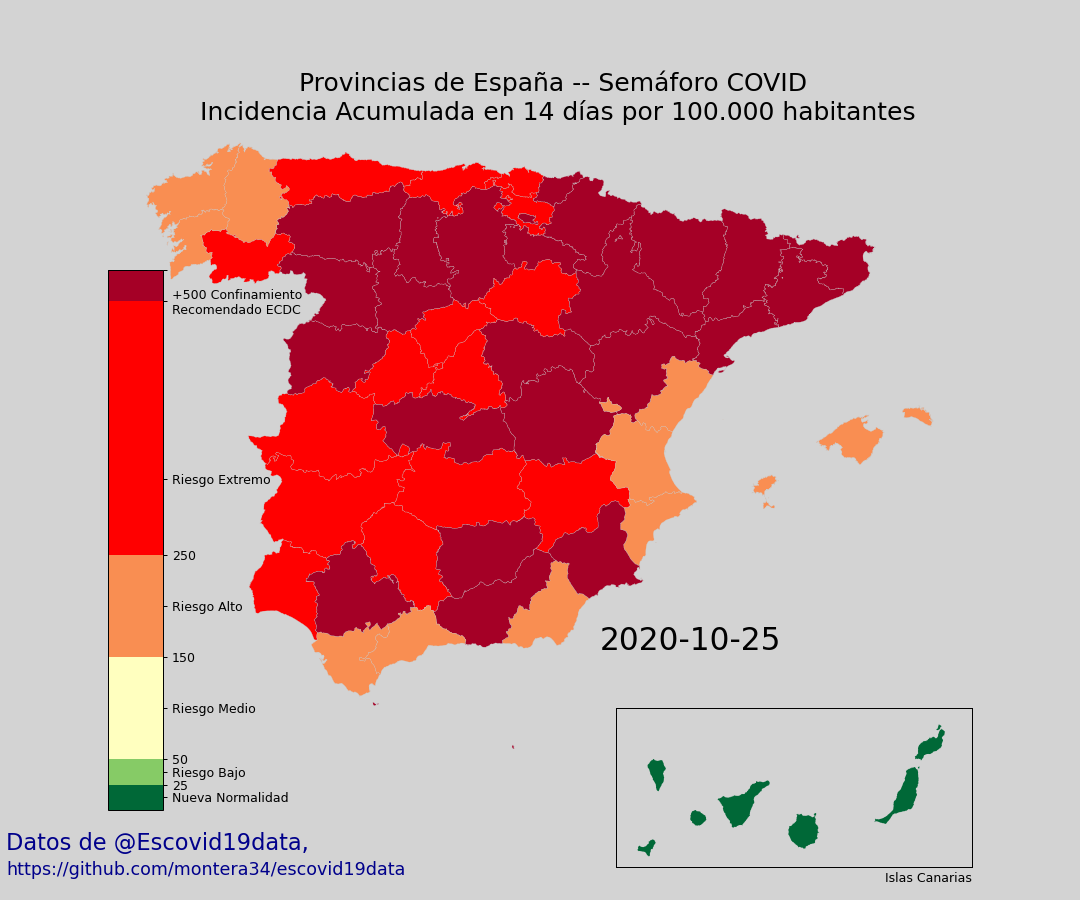 Provincias de España -- Semáforo COVID
Incidencia Acumulada en 14 días por 100.000 habitantes
+500 Confinamiento
Recomendado ECDC
Riesgo Extremo
250
Riesgo Alto
150
Riesgo Medio
50
Riesgo Bajo
25
Nueva Normalidad
2020-10-25
Islas Canarias
Datos de @Escovid19data,
https://github.com/montera34/escovid19data